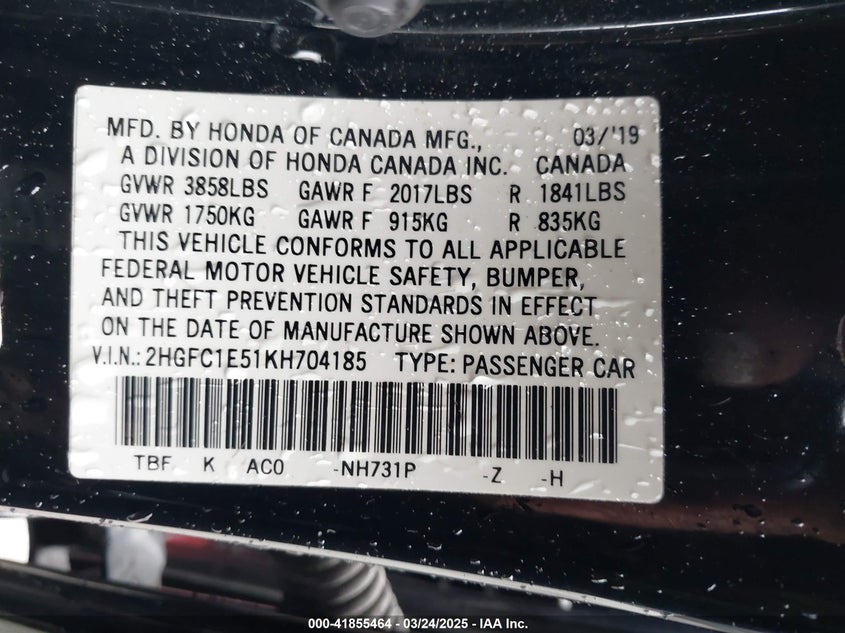 MFD. BY HONDA OF CANADA MFG., 03/'19
A DIVISION OF HONDA CANADA INC. CANADA
GVWR 3858LBS GAWR F 2017LBS R 1841LBS
GVWR 1750KG GAWR F 915KG R 835KG
THIS VEHICLE CONFORMS TO ALL APPLICABLE
FEDERAL MOTOR VEHICLE SAFETY, BUMPER,
AND THEFT PREVENTION STANDARDS IN EFFECT
ON THE DATE OF MANUFACTURE SHOWN ABOVE.
V.I.N.: 2HGFC1E51KH704185 TYPE: PASSENGER CAR
TBF K AC0 -NH731P -Z -H
000-41855464 - 03/24/2025 - IAA Inc.